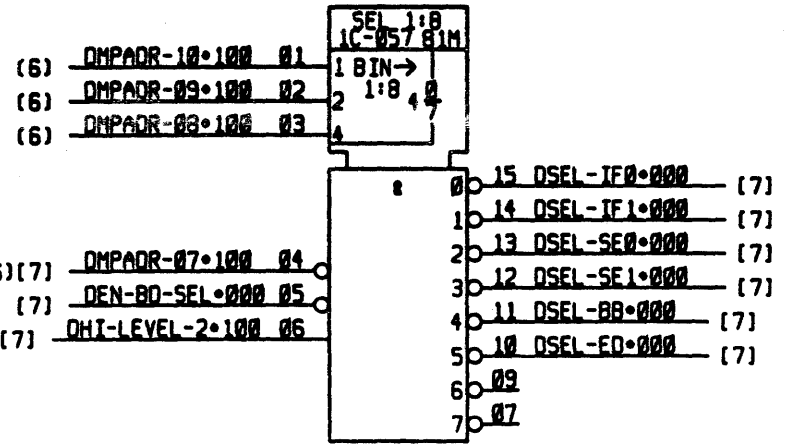 SEL 1:8
1C-057 81M
(6) DMPADR-10•100 01
1 BIN→
(6) DMPADR-09•100 02
2 1:8 4 0
7
(6) DMPADR-08•100 03
4
&
0 15 DSEL-IF0•000 [7]
1 14 DSEL-IF1•000 [7]
2 13 DSEL-SE0•000 [7]
)[7] DMPADR-07•100 04
3 12 DSEL-SE1•000 [7]
[7] DEN-BD-SEL•000 05
4 11 DSEL-BB•000 [7]
[7] DHI-LEVEL-2•100 06
5 10 DSEL-ED•000 [7]
6 09
7 07